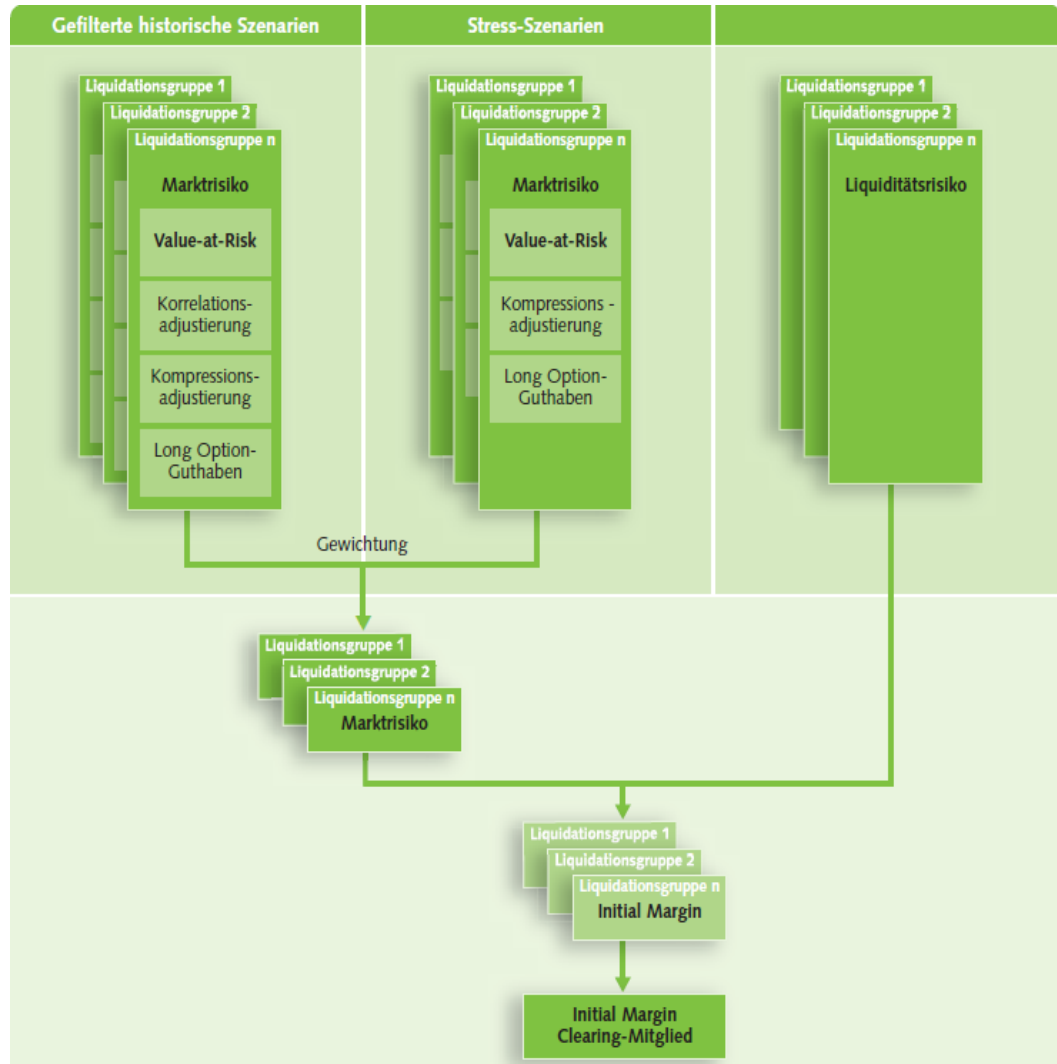 Gefilterte historische Szenarien
Stress-Szenarien
Liquidationsgruppe 1
Liquidationsgruppe 2
Liquidationsgruppe n
Marktrisiko
Value-at-Risk
Korrelations-
adjustierung
Kompressions-
adjustierung
Long Option-
Guthaben
Liquidationsgruppe 1
Liquidationsgruppe 2
Liquidationsgruppe n
Marktrisiko
Value-at-Risk
Kompressions -
adjustierung
Long Option-
Guthaben
Liquidationsgruppe 1
Liquidationsgruppe 2
Liquidationsgruppe n
Liquiditätsrisiko
Gewichtung
Liquidationsgruppe 1
Liquidationsgruppe 2
Liquidationsgruppe n
Marktrisiko
Liquidationsgruppe 1
Liquidationsgruppe 2
Liquidationsgruppe n
Initial Margin
Initial Margin
Clearing-Mitglied